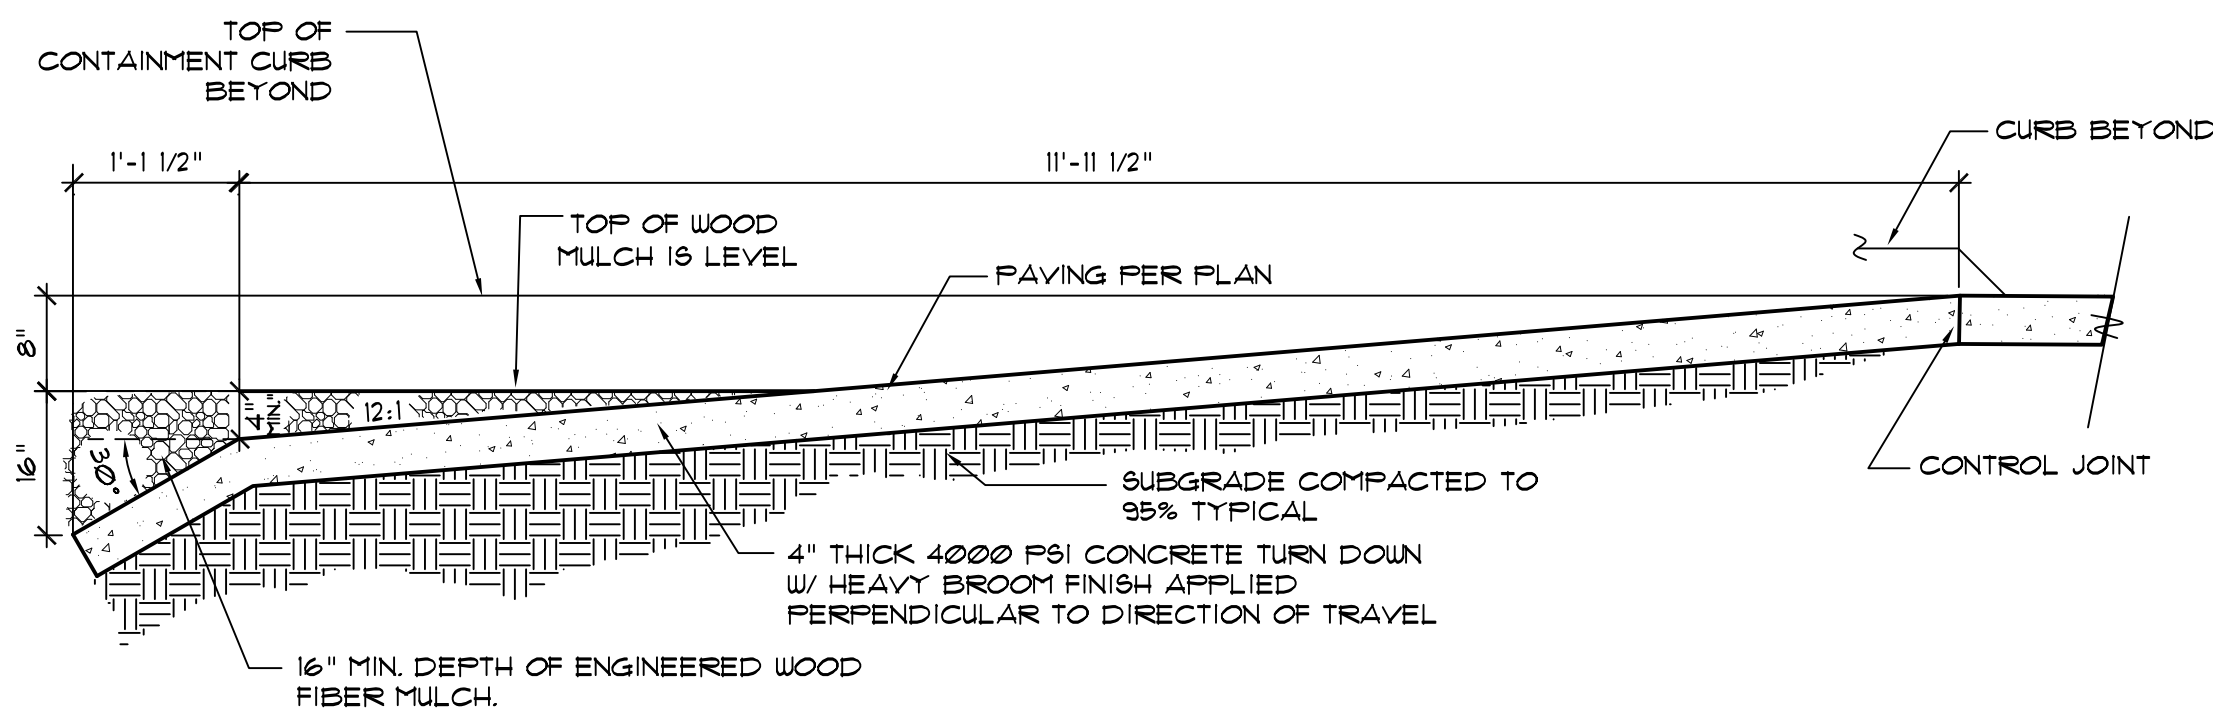 TOP OF
CONTAINMENT CURB
BEYOND
CURB BEYOND
1'-1 1/2"
11'-11 1/2"
TOP OF WOOD
MULCH IS LEVEL
PAVING PER PLAN
8"
4"
MIN.
12:1
16"
30°
CONTROL JOINT
SUBGRADE COMPACTED TO
95% TYPICAL
4" THICK 4000 PSI CONCRETE TURN DOWN
W/ HEAVY BROOM FINISH APPLIED
PERPENDICULAR TO DIRECTION OF TRAVEL
16" MIN. DEPTH OF ENGINEERED WOOD
FIBER MULCH.